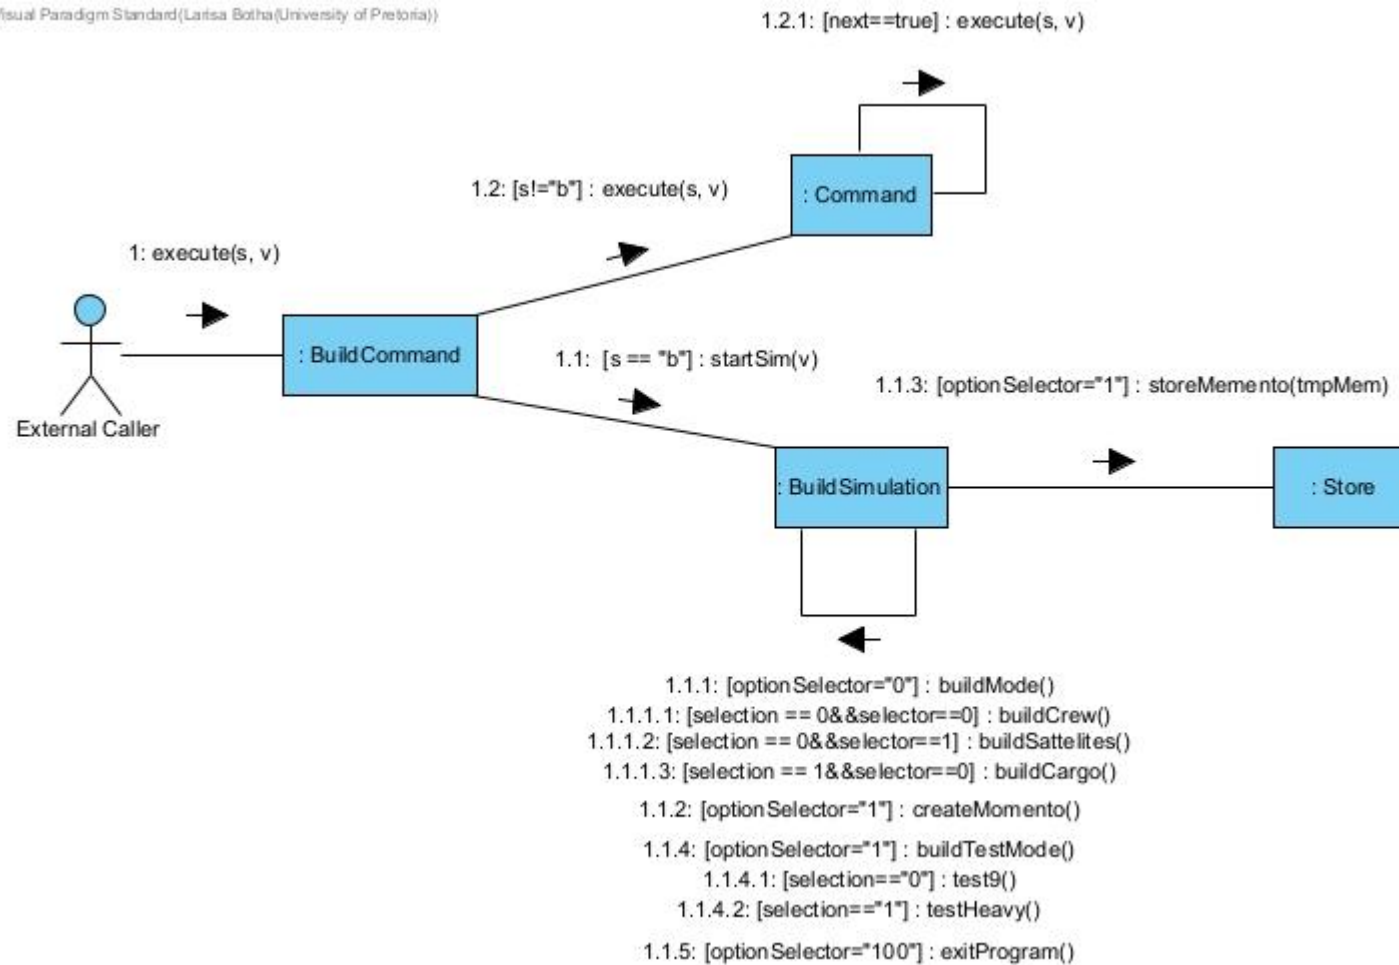 Visual Paradigm Standard(Larisa Botha(University of Pretoria))
1.2.1: [next==true] : execute(s, v)
1.2: [s!="b"] : execute(s, v)
: Command
1: execute(s, v)
: BuildCommand
1.1: [s == "b"] : startSim(v)
1.1.3: [optionSelector="1"] : storeMemento(tmpMem)
External Caller
: BuildSimulation
: Store
1.1.1: [optionSelector="0"] : buildMode()
1.1.1.1: [selection == 0&&selector==0] : buildCrew()
1.1.1.2: [selection == 0&&selector==1] : buildSattelites()
1.1.1.3: [selection == 1&&selector==0] : buildCargo()
1.1.2: [optionSelector="1"] : createMomento()
1.1.4: [optionSelector="1"] : buildTestMode()
1.1.4.1: [selection=="0"] : test9()
1.1.4.2: [selection=="1"] : testHeavy()
1.1.5: [optionSelector="100"] : exitProgram()